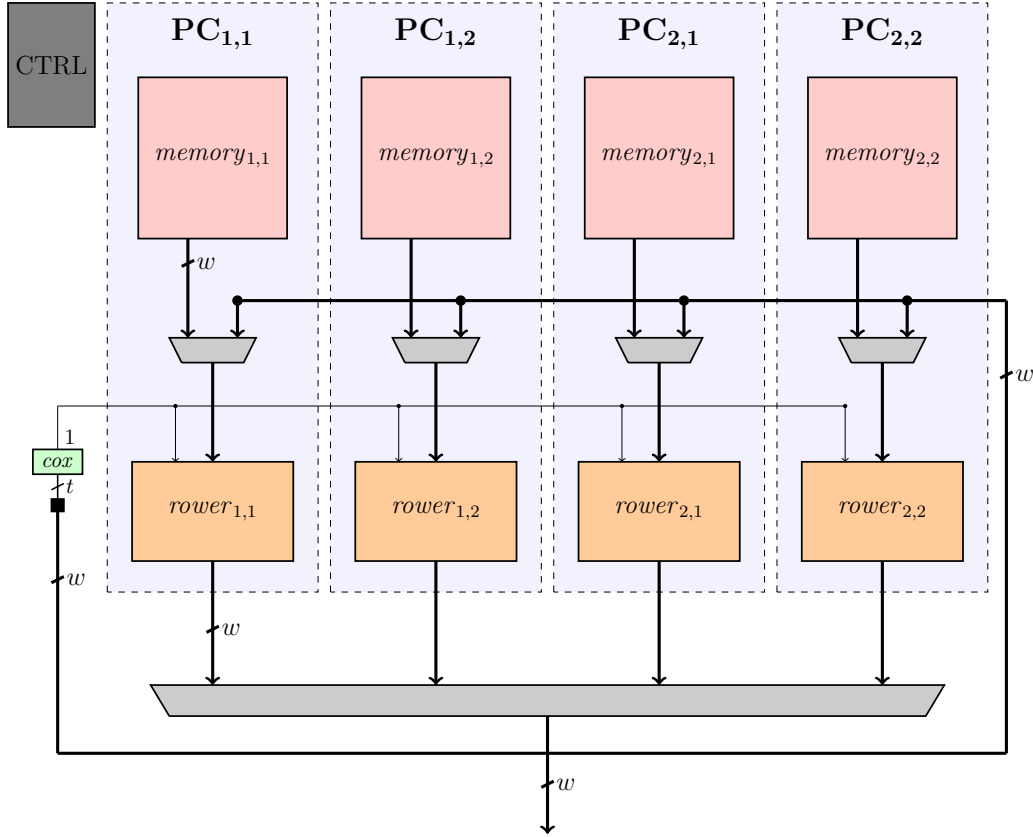 CTRL
PC1,1
PC1,2
PC2,1
PC2,2
memory1,1
memory1,2
memory2,1
memory2,2
w
w
1
cox
t
rower1,1
rower1,2
rower2,1
rower2,2
w
w
w